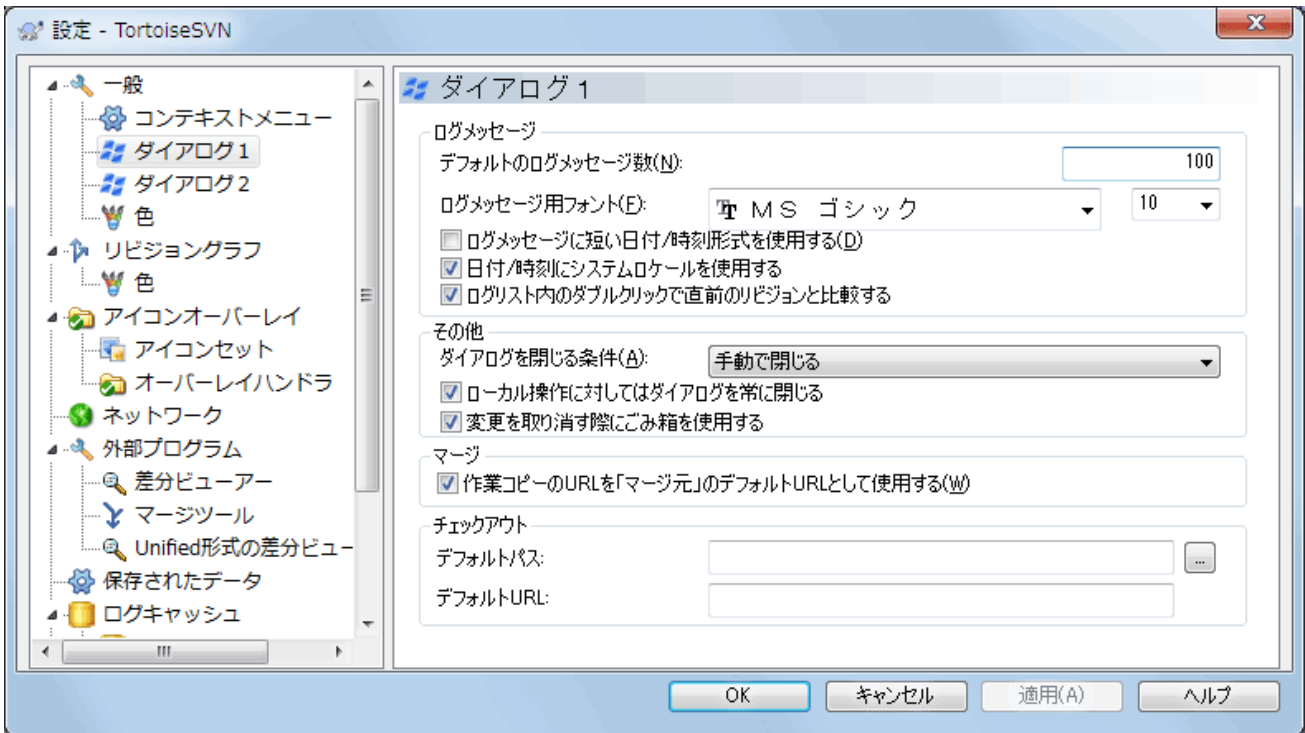 設定 - TortoiseSVN
一般
コンテキストメニュー
ダイアログ1
ダイアログ2
色
リビジョングラフ
色
アイコンオーバーレイ
アイコンセット
オーバーレイハンドラ
ネットワーク
外部プログラム
差分ビューアー
マージツール
Unified形式の差分ビュー
保存されたデータ
ログキャッシュ
ダイアログ1
ログメッセージ
デフォルトのログメッセージ数(N): 100
ログメッセージ用フォント(F): MS ゴシック 10
ログメッセージに短い日付/時刻形式を使用する(D)
日付/時刻にシステムロケールを使用する
ログリスト内のダブルクリックで直前のリビジョンと比較する
その他
ダイアログを閉じる条件(A): 手動で閉じる
ローカル操作に対してはダイアログを常に閉じる
変更を取り消す際にごみ箱を使用する
マージ
作業コピーのURLを「マージ元」のデフォルトURLとして使用する(W)
チェックアウト
デフォルトパス: ...
デフォルトURL:
OK キャンセル 適用(A) ヘルプ